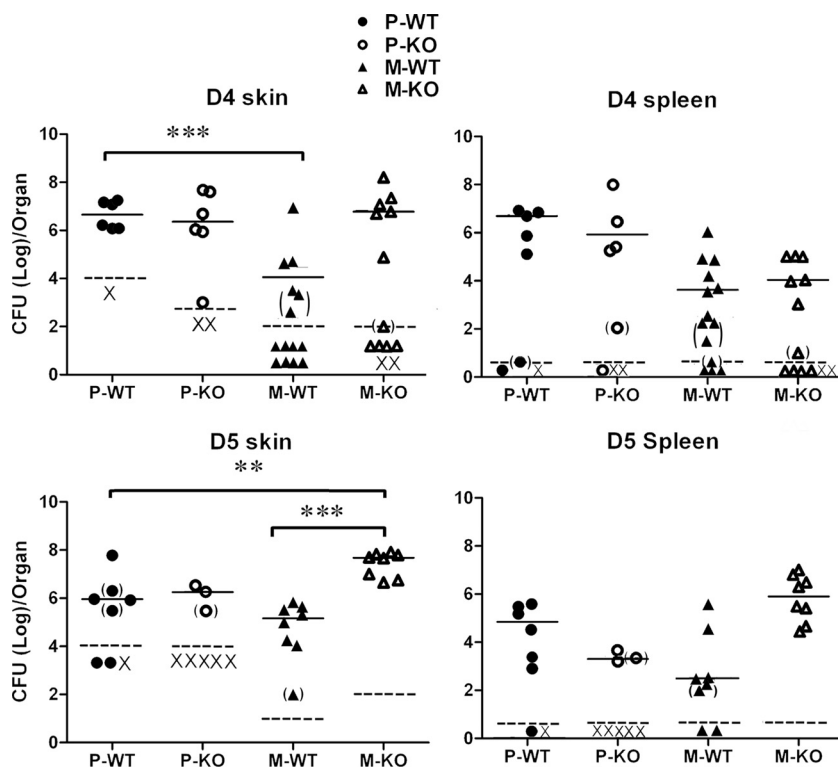 P-WT
P-KO
M-WT
M-KO
D4 skin
***
CFU (Log)/Organ
10
8
6
4
2
0
X
XX
( )
( )
XX
P-WT P-KO M-WT M-KO
D4 spleen
10
8
6
4
2
0
( )
X
( )
XX
( )
( )
( )
XX
P-WT P-KO M-WT M-KO
D5 skin
**
***
CFU (Log)/Organ
10
8
6
4
2
0
( )
( )
X
( )
XXXXX
( )
P-WT P-KO M-WT M-KO
D5 Spleen
10
8
6
4
2
0
X
( )
XXXXX
( )
P-WT P-KO M-WT M-KO